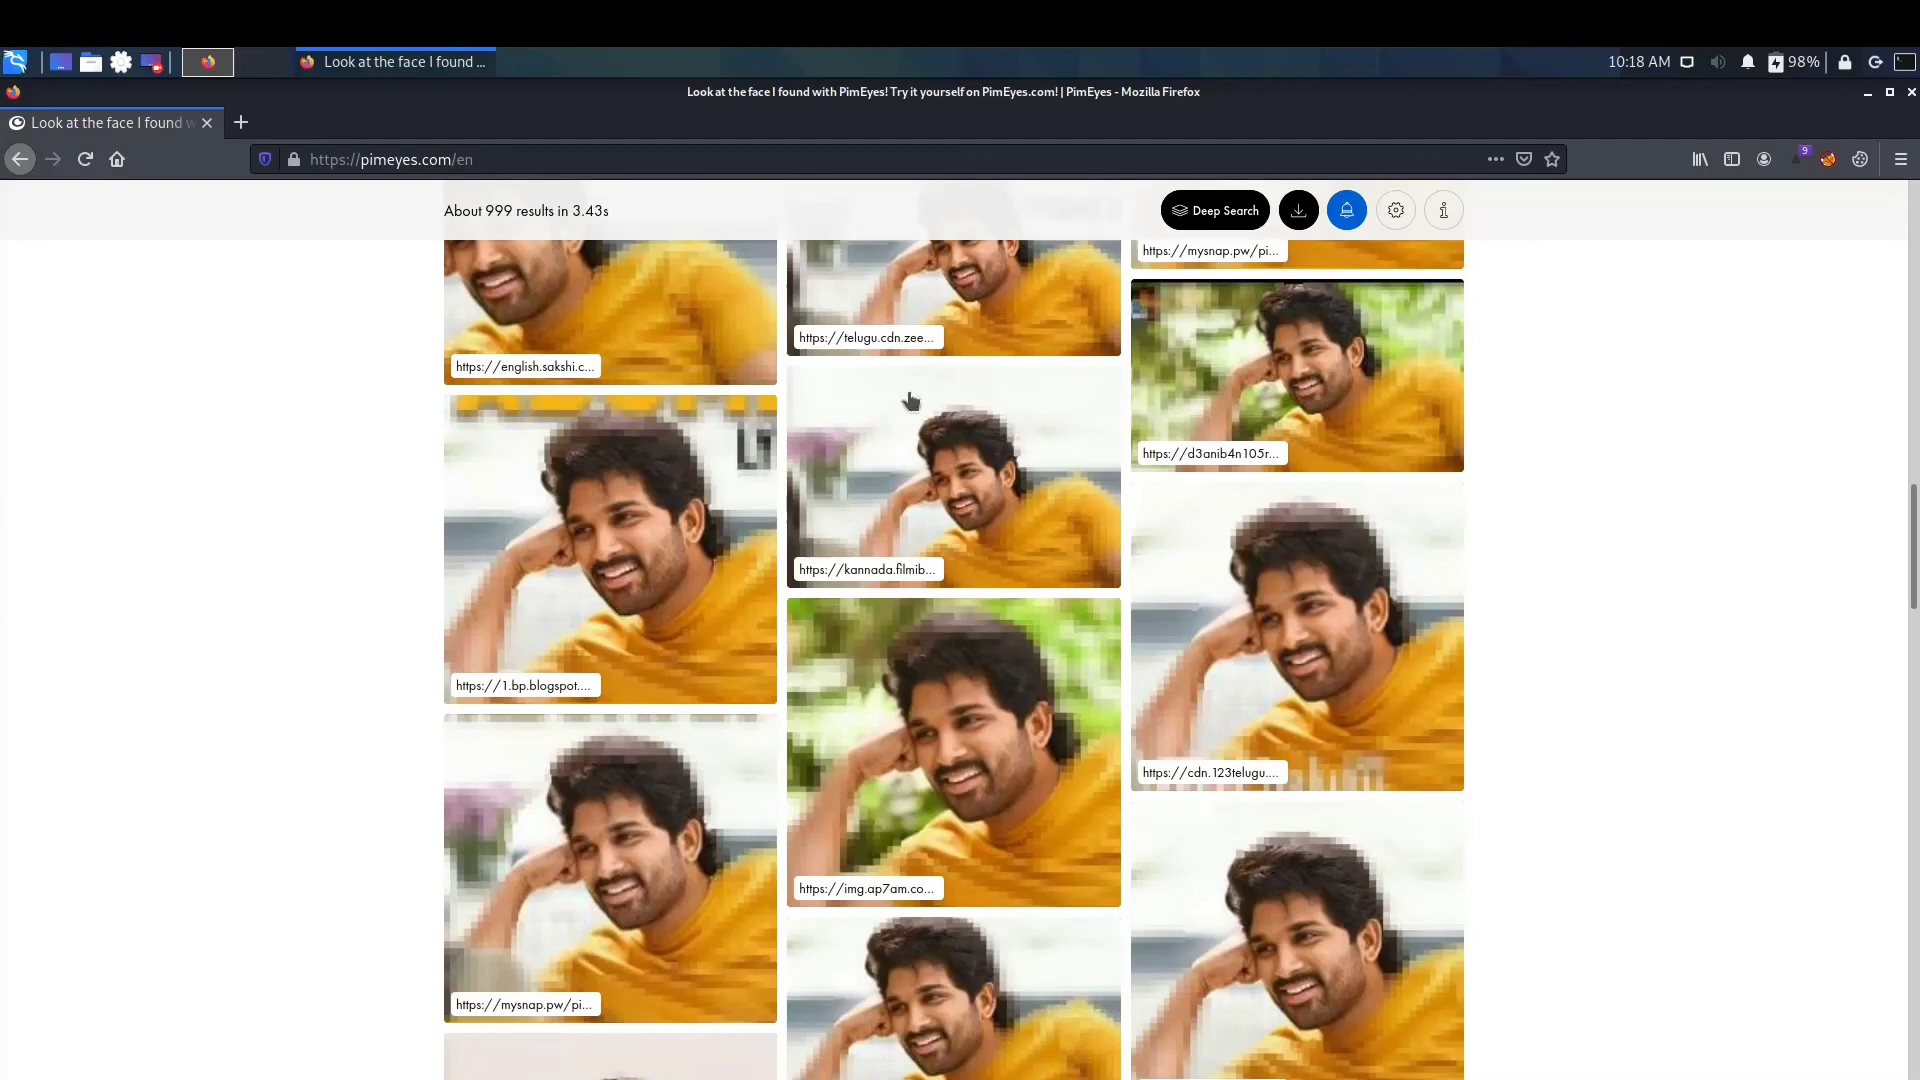 Look at the face I found ...
10:18 AM
98%
Look at the face I found with PimEyes! Try it yourself on PimEyes.com! | PimEyes - Mozilla Firefox
Look at the face I found w
https://pimeyes.com/en
9
About 999 results in 3.43s
Deep Search
https://mysnap.pw/pi...
https://telugu.cdn.zee...
https://english.sakshi.c...
https://d3anib4n105r...
https://kannada.filmib...
https://1.bp.blogspot....
https://cdn.123telugu....
https://img.ap7am.co...
https://mysnap.pw/pi...